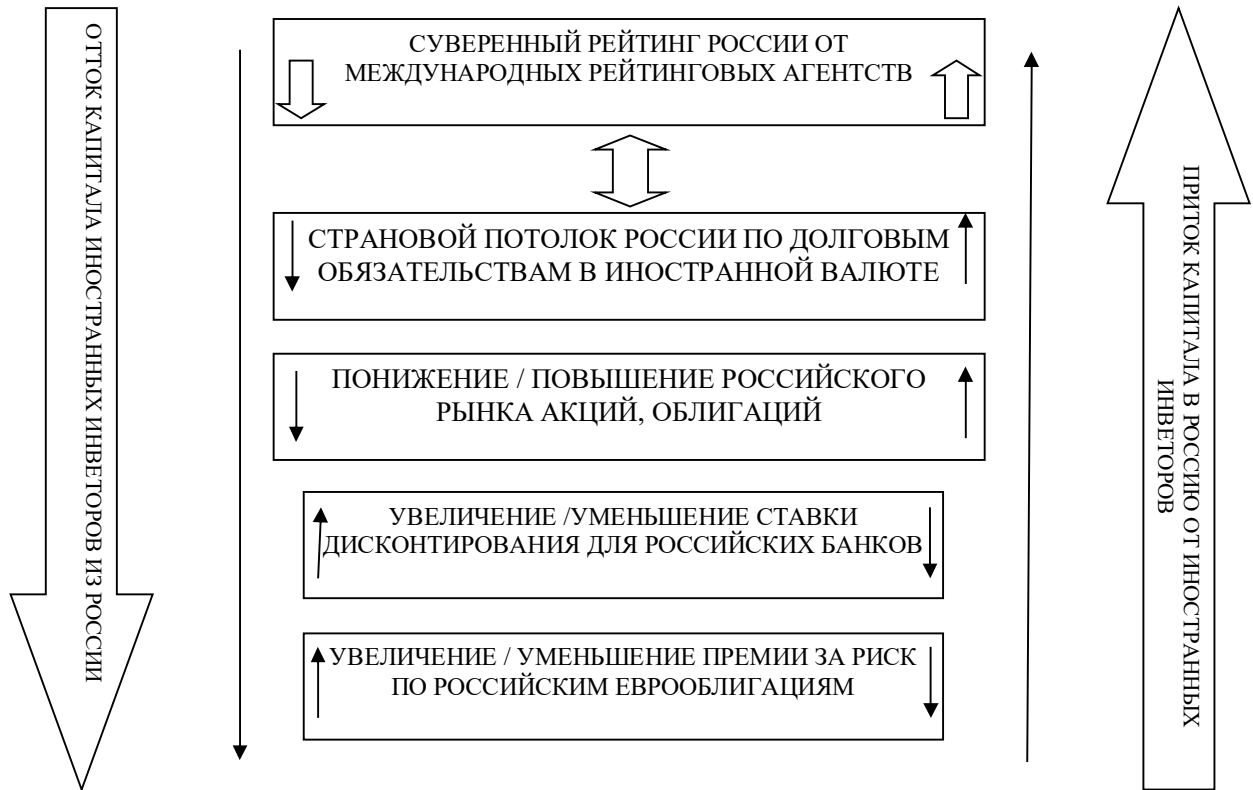 ОТТОК КАПИТАЛА ИНОСТРАННЫХ ИНВЕТОРОВ ИЗ РОССИИ
СУВЕРЕННЫЙ РЕЙТИНГ РОССИИ ОТ
МЕЖДУНАРОДНЫХ РЕЙТИНГОВЫХ АГЕНТСТВ
СТРАНОВОЙ ПОТОЛОК РОССИИ ПО ДОЛГОВЫМ
ОБЯЗАТЕЛЬСТВАМ В ИНОСТРАННОЙ ВАЛЮТЕ
ПОНИЖЕНИЕ / ПОВЫШЕНИЕ РОССИЙСКОГО
РЫНКА АКЦИЙ, ОБЛИГАЦИЙ
УВЕЛИЧЕНИЕ /УМЕНЬШЕНИЕ СТАВКИ
ДИСКОНТИРОВАНИЯ ДЛЯ РОССИЙСКИХ БАНКОВ
УВЕЛИЧЕНИЕ / УМЕНЬШЕНИЕ ПРЕМИИ ЗА РИСК
ПО РОССИЙСКИМ ЕВРООБЛИГАЦИЯМ
ПРИТОК КАПИТАЛА В РОССИЮ ОТ ИНОСТРАННЫХ
ИНВЕТОРОВ